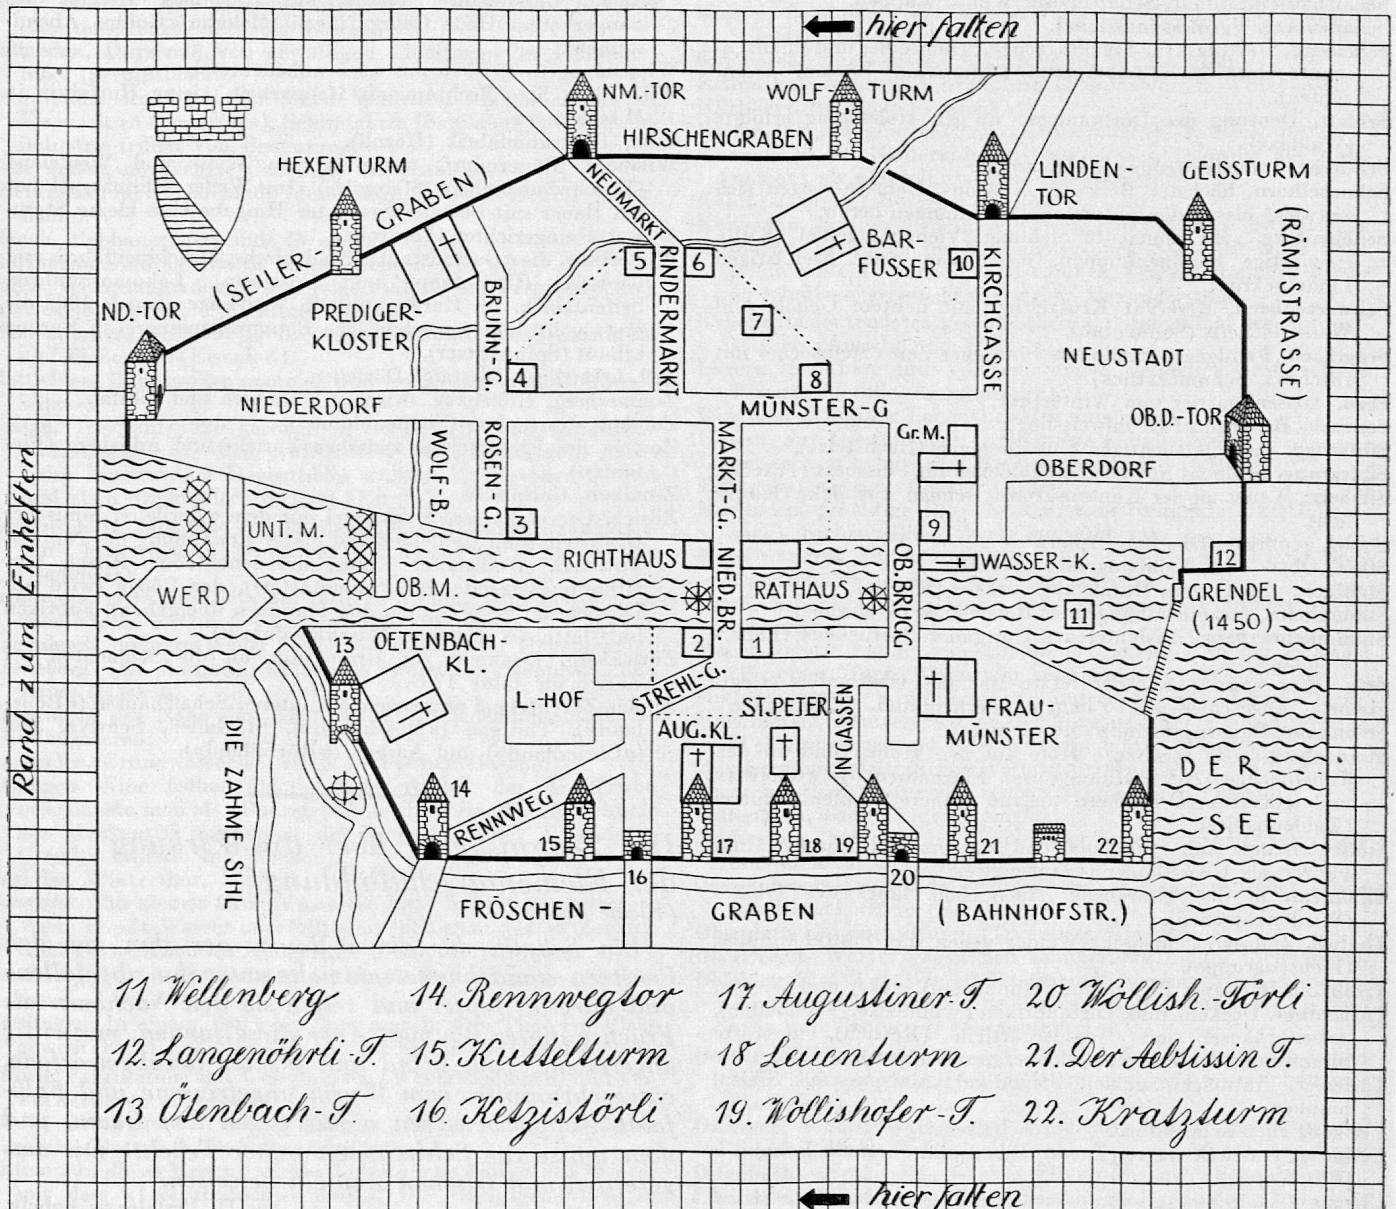 hier falten
NM.-TOR
WOLF-TURM
HIRSCHENGRABEN
HEXENTURM
LINDEN-
TOR
GEISSTURM
SEILER GRABEN
NEUMARKT
RÄMISTRASSE
BAR-
FÜSSER
10
5
6
KINDERMARKT
KIRCHGASSE
ND.-TOR
PREDIGER-
KLOSTER
BRUNN-G.
7
NEUSTADT
4
8
NIEDERDORF
MÜNSTER-G
OB.D.-TOR
WOLF-B.
ROSEN-G.
MARKT-G.
Gr.M.
OBERDORF
Rand zum Einheften
UNT.M.
3
9
RICHTHAUS
NIED. BR
RATHAUS
OB.BRUGG
WASSER-K.
12
WERD
OB.M.
GRENDEL
(1450)
11
OETENBACH
KL.
13
2
1
L.-HOF
STREHL-G.
ST.PETER
IN GASSEN
FRAU-
MÜNSTER
AUG.KL.
DIE ZAHME SIHL
DER
SEE
14
RENNWEG
15
16
17
18
19
20
21
22
FRÖSCHEN
GRABEN
(BAHNHOFSTR.)
11. Wellenberg
14. Rennwegtor
17. Augustiner-T.
20. Wollish. Törli
12. Langenöhrli-T.
15. Kuttelturm
18 Leuenturm
21. Der Aebtissin T.
13 Ötenbach-T
16. Ketzistörli
19. Wollishofer-T.
22. Kratzturm
hier falten